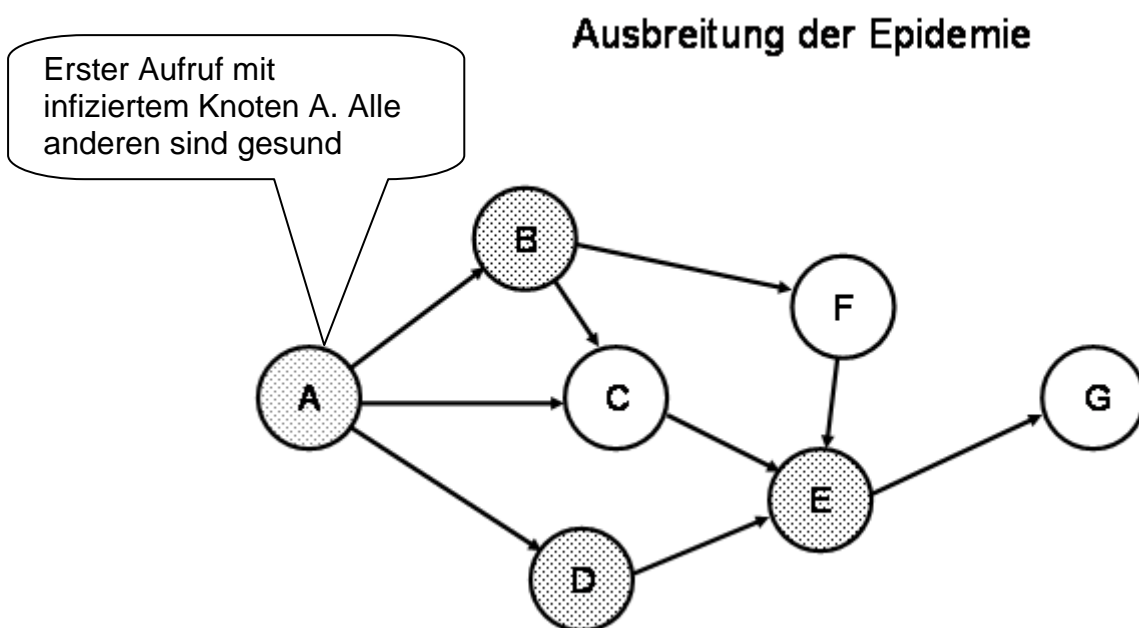 Ausbreitung der Epidemie
Erster Aufruf mit
infiziertem Knoten A. Alle
anderen sind gesund
B
F
A
C
G
E
D